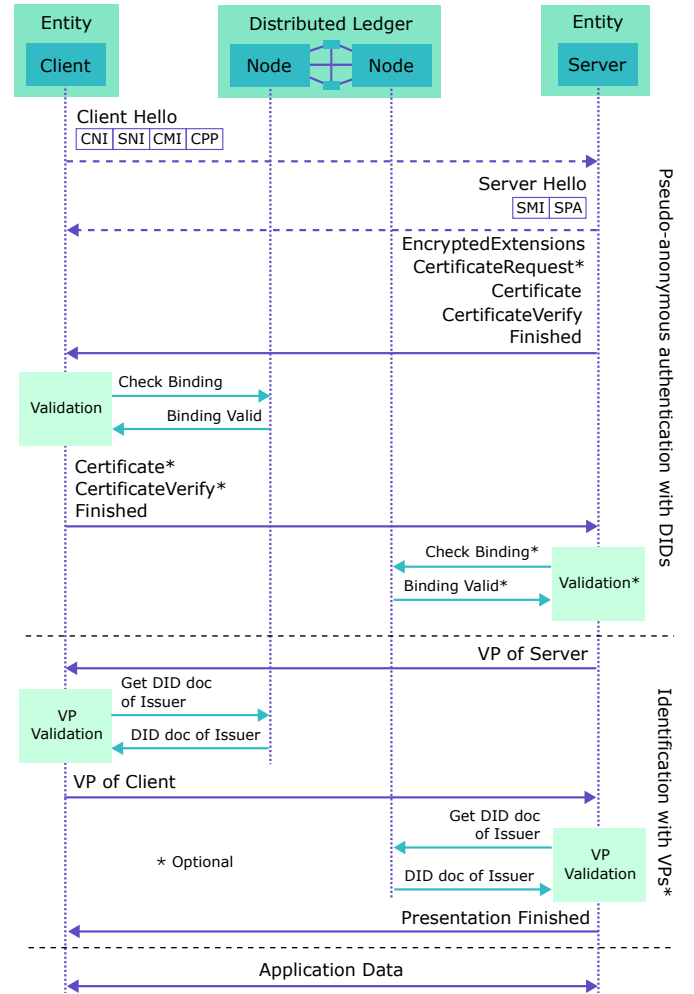 Entity
Distributed Ledger
Entity
Client
Node
Node
Server
Client Hello
CNI SNI CMI CPP
Server Hello
SMI SPA
EncryptedExtensions
CertificateRequest*
Certificate
CertificateVerify
Finished
Validation
Check Binding
Binding Valid
Certificate*
CertificateVerify*
Finished
Check Binding*
Binding Valid*
Validation*
Pseudo-anonymous authentication with DIDs
VP of Server
VP
Validation
Get DID doc
of Issuer
DID doc of Issuer
VP of Client
Get DID doc
of Issuer
DID doc of Issuer
VP
Validation
* Optional
Presentation Finished
Identification with VPs*
Application Data